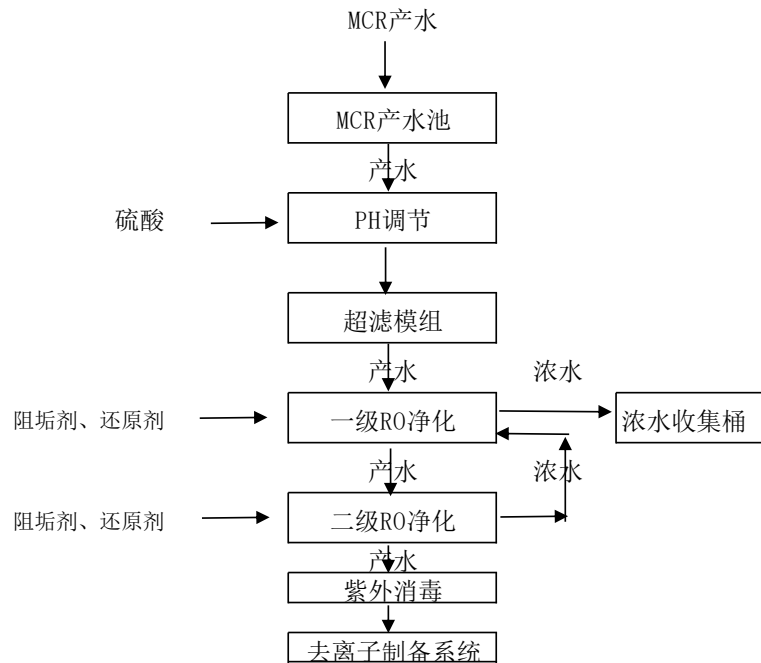 MCR产水
MCR产水池
产水
硫酸
PH调节
超滤模组
产水
浓水
阻垢剂、还原剂
一级RO净化
浓水收集桶
产水
浓水
阻垢剂、还原剂
二级RO净化
产水
紫外消毒
去离子制备系统